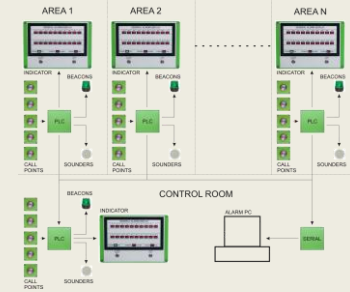 AREA 1
AREA 2
AREA N
INDICATOR
BEACONS
INDICATOR
BEACONS
INDICATOR
BEACONS
PLC
PLC
PLC
CALL
POINTS
SOUNDERS
CALL
POINTS
SOUNDERS
CALL
POINTS
SOUNDERS
BEACONS
CONTROL ROOM
INDICATOR
ALARM PC
PLC
SERIAL
CALL
POINTS
SOUNDERS